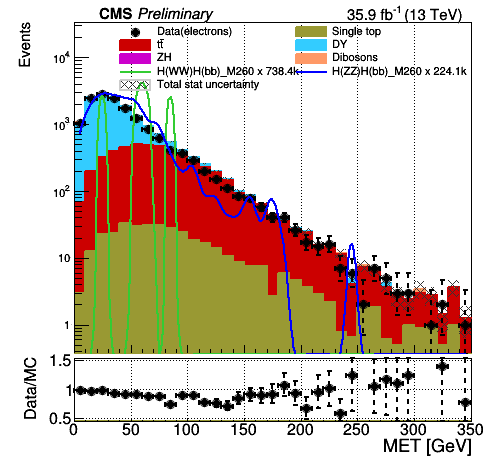 CMS Preliminary 35.9 fb⁻¹ (13 TeV)
Events
Data(electrons) Single top
tt̄ DY
ZH Dibosons
H(WW)H(bb)_M260 x 738.4k H(ZZ)H(bb)_M260 x 224.1k
Total stat uncertainty
10⁴
10³
10²
10
1
Data/MC
1.5
1
0.5
0 50 100 150 200 250 300 350
MET [GeV]